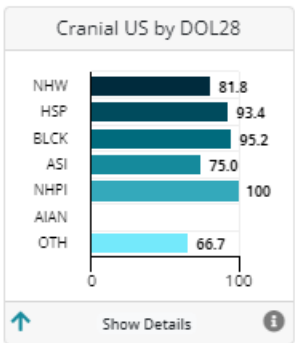 Cranial US by DOL28
NHW 81.8
HSP 93.4
BLCK 95.2
ASI 75.0
NHPI 100
AIAN
OTH 66.7
0 100
Show Details
i